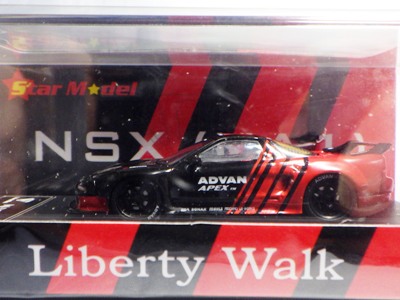 Star Model
NSX
ADVAN
APEX
Liberty Walk